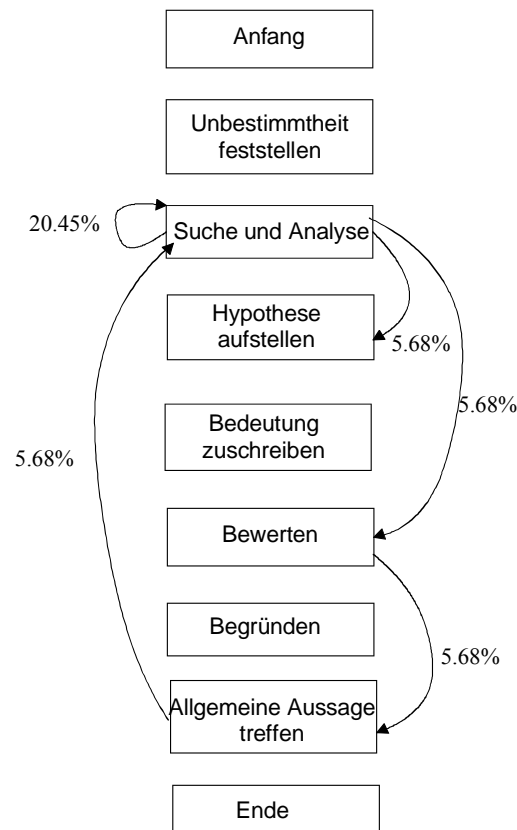 Anfang
Unbestimmtheit
feststellen
20.45%
Suche und Analyse
Hypothese
aufstellen
5.68%
5.68%
Bedeutung
zuschreiben
5.68%
Bewerten
Begründen
5.68%
Allgemeine Aussage
treffen
Ende